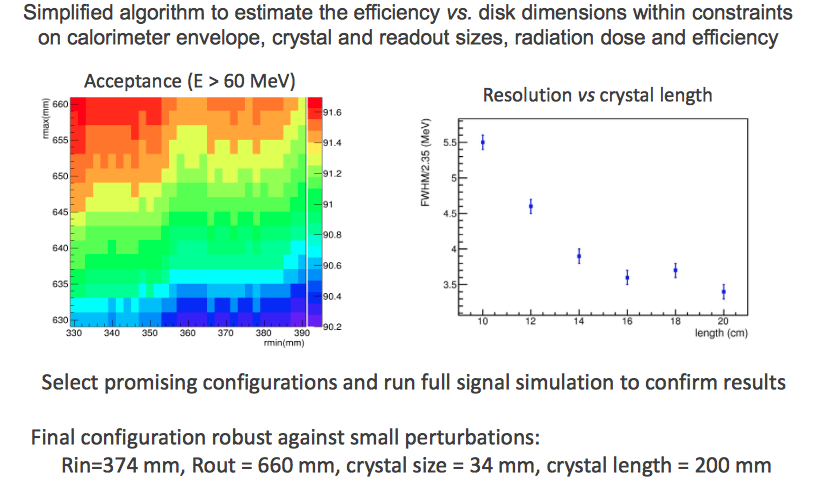 Simplified algorithm to estimate the efficiency vs. disk dimensions within constraints
on calorimeter envelope, crystal and readout sizes, radiation dose and efficiency
Acceptance (E > 60 MeV)
rmax(mm)
660
655
650
645
640
635
630
330 340 350 360 370 380 390
rmin(mm)
91.6
91.4
91.2
91
90.8
90.6
90.4
90.2
Resolution vs crystal length
FWHM/2.35 (MeV)
5.5
5
4.5
4
3.5
10 12 14 16 18 20
length (cm)
Select promising configurations and run full signal simulation to confirm results
Final configuration robust against small perturbations:
Rin=374 mm, Rout = 660 mm, crystal size = 34 mm, crystal length = 200 mm